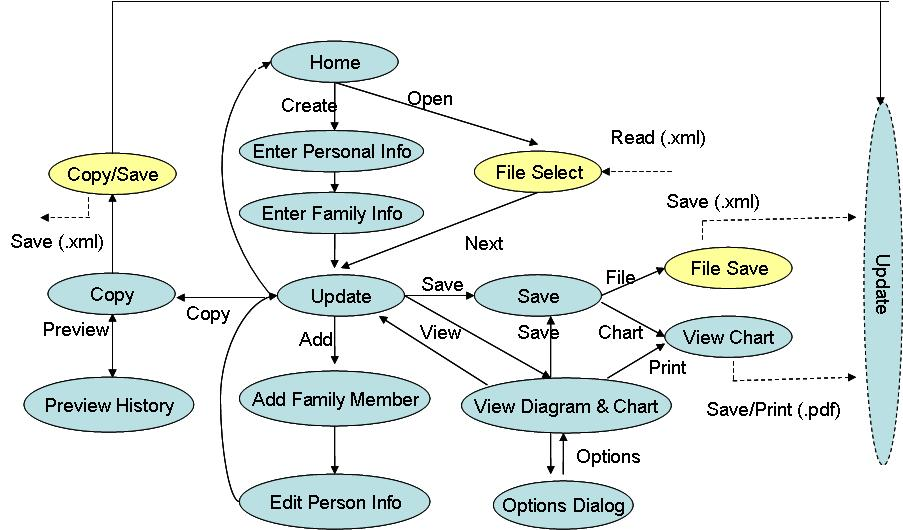 Home
Create
Open
Enter Personal Info
Read (.xml)
Copy/Save
File Select
Enter Family Info
Save (.xml)
Save (.xml)
Next
File Save
Update
Copy
Copy
Update
Save
Save
File
Preview
Add
View
Save
Chart
View Chart
Print
Preview History
Add Family Member
View Diagram & Chart
Save/Print (.pdf)
Options
Edit Person Info
Options Dialog